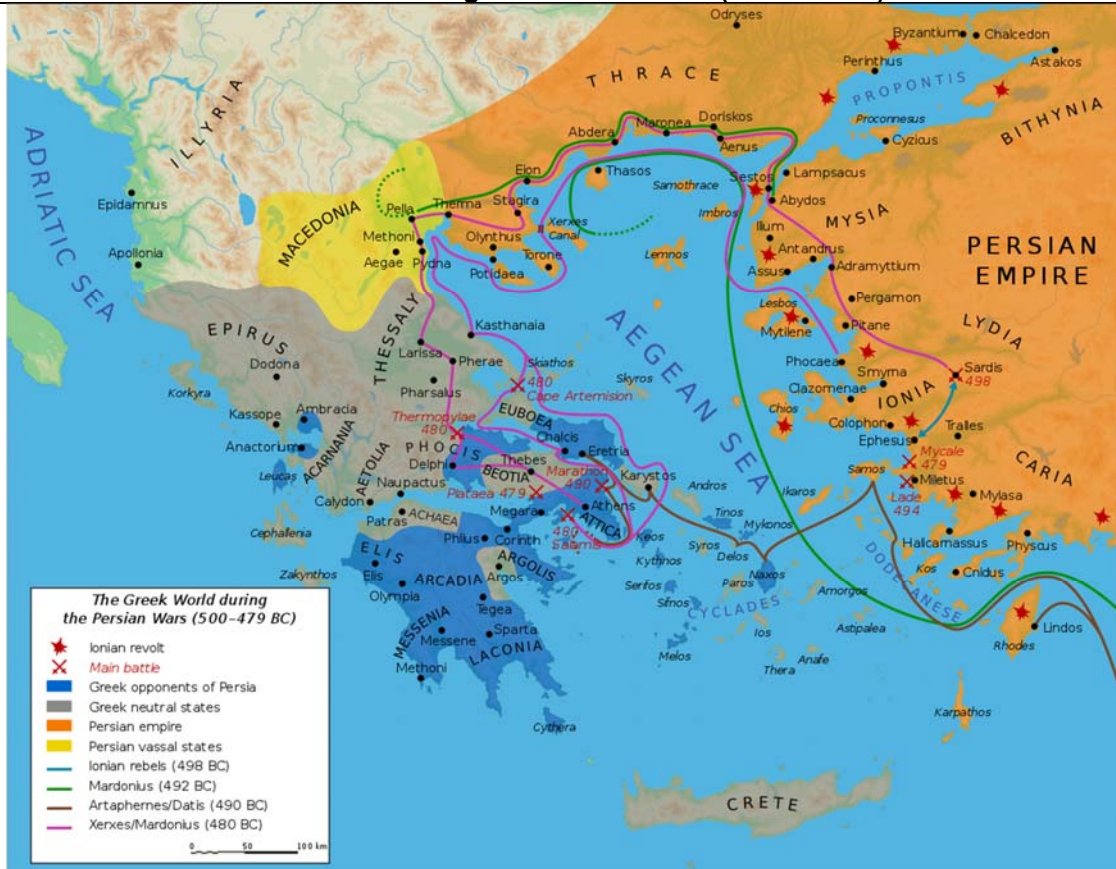 Odryses
Byzantium
Chalcedon
Perinthus
Astakos
THRACE
PROPONTIS
BITHYNIA
Proconnesus
Cyzicus
ILLYRIA
ADRIATIC SEA
Doriskos
Maronea
Abdera
Aenus
Eion
Thasos
Samothrace
Sestos
Lampsacus
Abydos
Imbros
MYSIA
Epidamnus
Apollonia
MACEDONIA
Pella
Therma
Stagira
Xerxes
Canal
Methoni
Aegae
Pydna
Olynthus
Torone
Potidaea
Lemnos
Illum
Antandrus
Assus
Adramyttium
PERSIAN
EMPIRE
Pergamon
Lesbos
Mytilene
Pitane
LYDIA
EPIRUS
THESSALY
Kasthanaia
Larissa
Pherae
Dodona
Korkyra
Pharsalus
Skiathos
480
Cape Artemision
Skyros
AEGEAN SEA
Phocaea
Smyrna
Sardis
498
Clazomenae
IONIA
Kassope
Ambracia
Anactorium
Thermopylae
480
EUBOEA
Chios
Colophon
Tralles
Ephesus
Mycale
479
ACARNANIA
AETOLIA
PHOCIS
Chalcis
Eretria
Delphi
BEOTIA
Thebes
Marathon
490
Karystos
Samos
CARIA
Leucas
Naupactus
Plataea 479
Calydon
Megara
Athens
ATTICA
Andros
Ikaros
Miletus
Lade
494
Mylasa
Cephallenia
Patras
ACHAEA
480
Salamis
Tinos
Mykonos
Phlius
Corinth
Keos
Syros
Delos
Halicarnassus
Physcus
ELIS
ARGOLIS
Kythnos
Zakynthos
Elis
Argos
Paros
Naxos
DODECANESE
Kos
Cnidus
ARCADIA
Olympia
Serifos
Sifnos
Amorgos
Tegea
CYCLADES
MESSENIA
Messene
Sparta
Ios
Astipalea
Rhodes
Lindos
LACONIA
Melos
Thera
Anafe
Methoni
Cythera
Karpathos
CRETE
The Greek World during
the Persian Wars (500–479 BC)
Ionian revolt
Main battle
Greek opponents of Persia
Greek neutral states
Persian empire
Persian vassal states
Ionian rebels (498 BC)
Mardonius (492 BC)
Artaphernes/Datis (490 BC)
Xerxes/Mardonius (480 BC)
0 50 100 km